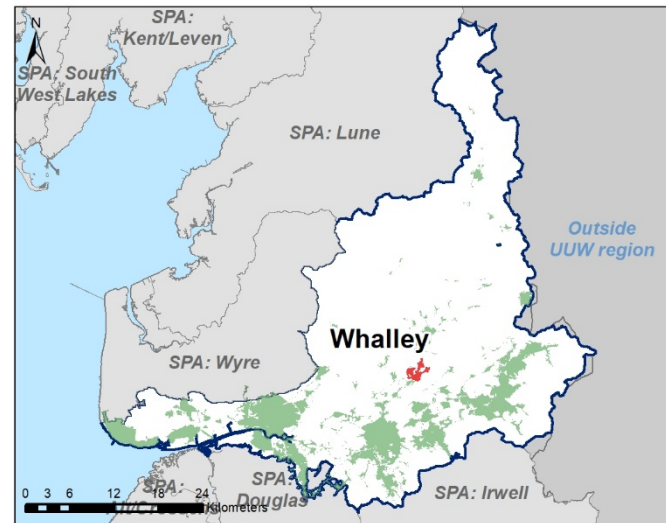 N
SPA:
Kent/Leven
SPA: South
West Lakes
SPA: Lune
Outside
UUW region
Whalley
SPA: Wyre
SPA:
SPA:
Douglas
SPA: Irwell
0 3 6 12 18 24
Kilometers